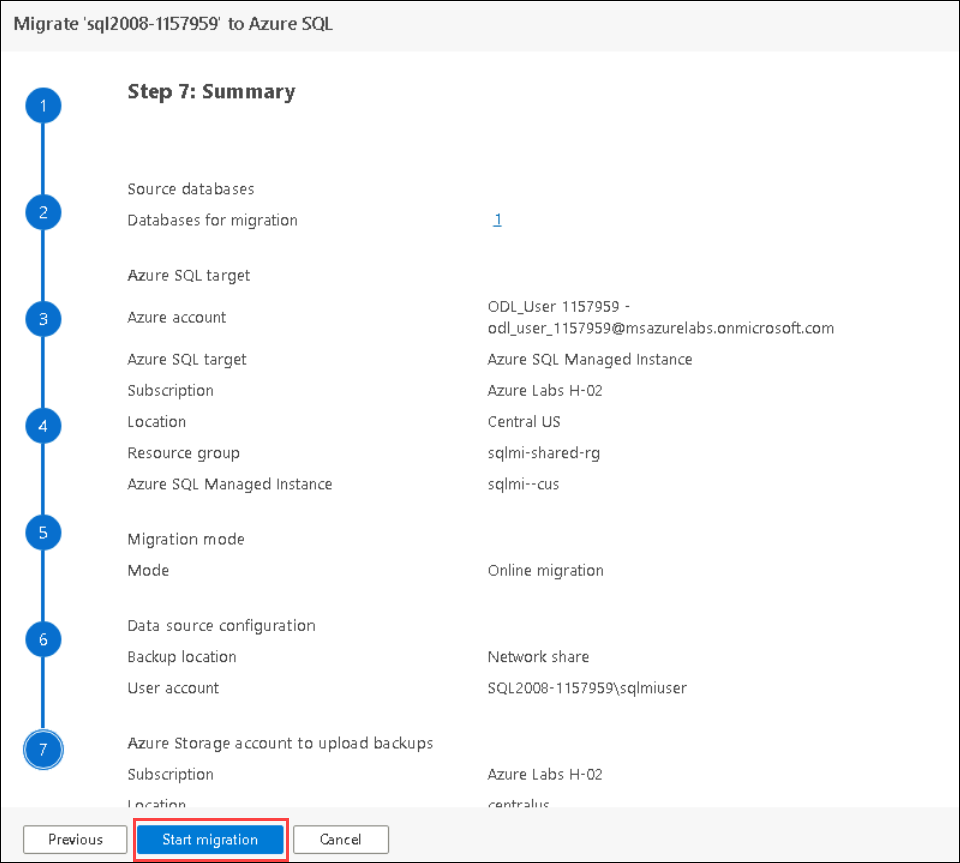 Migrate 'sql2008-1157959' to Azure SQL
Step 7: Summary
1
2
3
4
5
6
7
Source databases
Databases for migration 1
Azure SQL target
Azure account ODL_User 1157959 -
odl_user_1157959@msazurelabs.onmicrosoft.com
Azure SQL target Azure SQL Managed Instance
Subscription Azure Labs H-02
Location Central US
Resource group sqlmi-shared-rg
Azure SQL Managed Instance sqlmi--cus
Migration mode
Mode Online migration
Data source configuration
Backup location Network share
User account SQL2008-1157959\sqlmiuser
Azure Storage account to upload backups
Subscription Azure Labs H-02
Location centralus
Previous Start migration Cancel